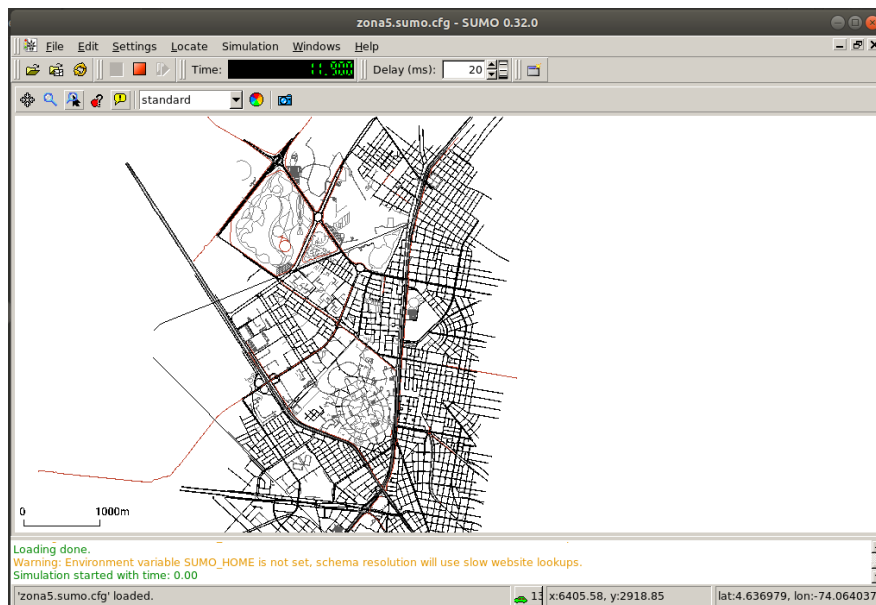 zona5.sumo.cfg - SUMO 0.32.0
File Edit Settings Locate Simulation Windows Help
Time: 11.900 Delay (ms): 20
standard
0 1000m
Loading done.
Warning: Environment variable SUMO_HOME is not set, schema resolution will use slow website lookups.
Simulation started with time: 0.00
'zona5.sumo.cfg' loaded. 13 x:6405.58, y:2918.85 lat:4.636979, lon:-74.064037